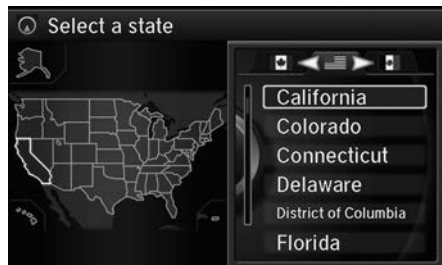 Select a state
California
Colorado
Connecticut
Delaware
District of Columbia
Florida